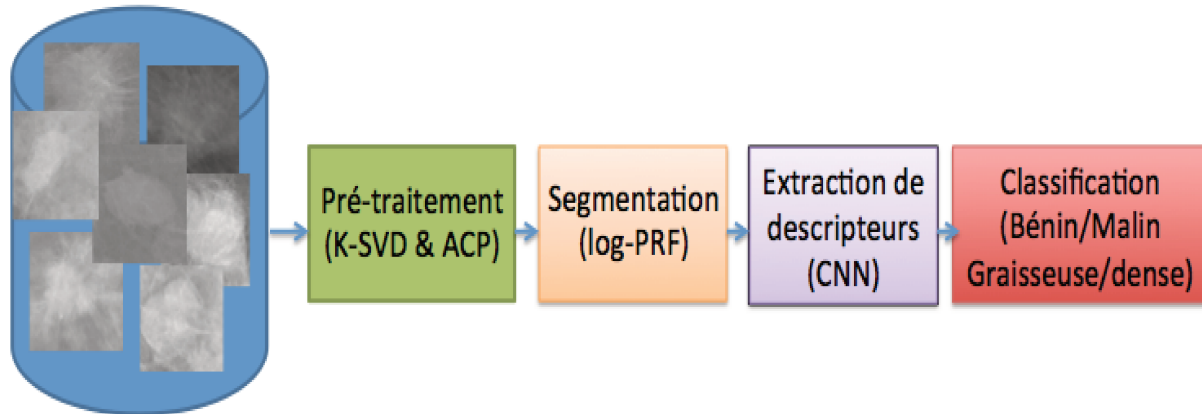 Pré-traitement
(K-SVD & ACP)
Segmentation
(log-PRF)
Extraction de
descripteurs
(CNN)
Classification
(Bénin/Malin
Graisseuse/dense)